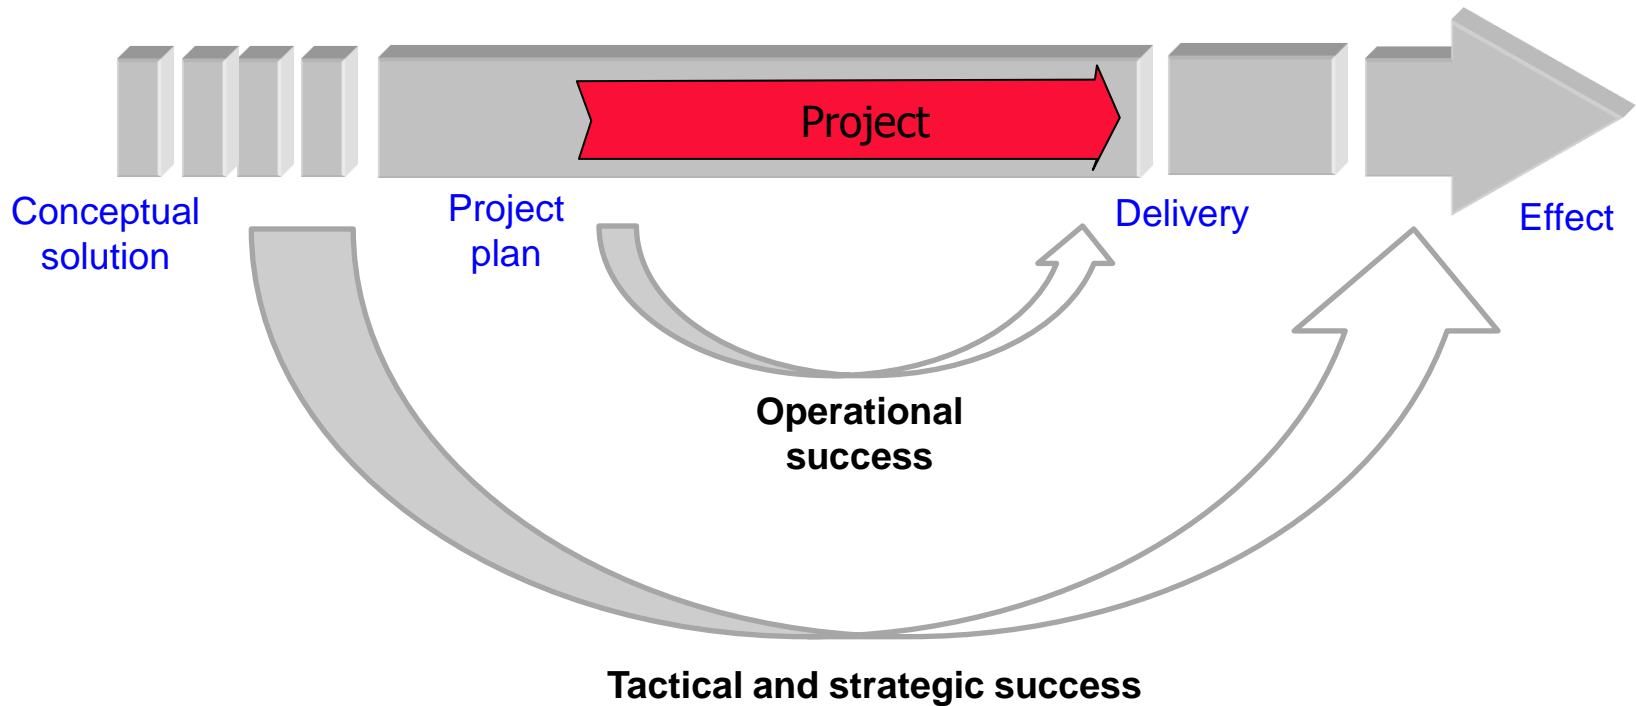 Project
Conceptual
solution
Project
plan
Delivery
Effect
Operational
success
Tactical and strategic success